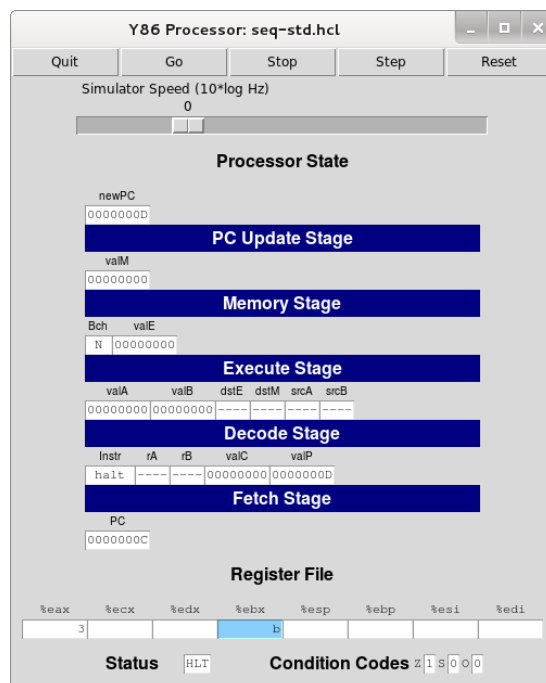 Y86 Processor: seq-std.hcl
Quit Go Stop Step Reset
Simulator Speed (10*log Hz)
0
Processor State
newPC
0000000D
PC Update Stage
valM
00000000
Memory Stage
Bch valE
N 00000000
Execute Stage
valA valB dstE dstM srcA srcB
00000000 00000000 ---- ---- ---- ----
Decode Stage
Instr rA rB valC valP
halt ---- ---- 00000000 0000000D
Fetch Stage
PC
0000000C
Register File
%eax %ecx %edx %ebx %esp %ebp %esi %edi
3 b
Status HLT Condition Codes Z 1 S 0 O 0